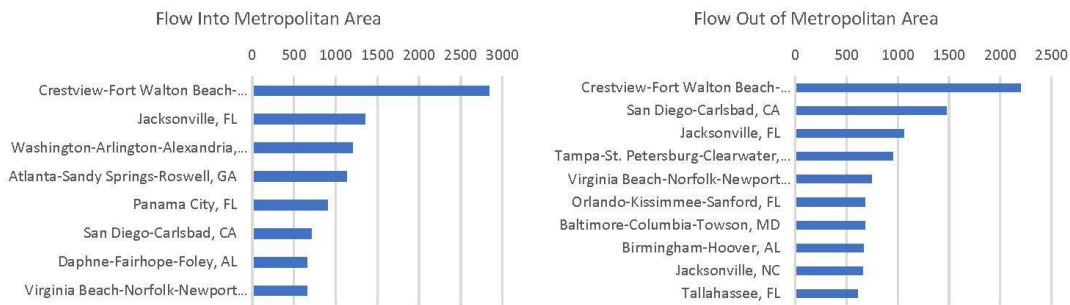 Flow Into Metropolitan Area
0 500 1000 1500 2000 2500 3000
Crestview-Fort Walton Beach-...
Jacksonville, FL
Washington-Arlington-Alexandria,...
Atlanta-Sandy Springs-Roswell, GA
Panama City, FL
San Diego-Carlsbad, CA
Daphne-Fairhope-Foley, AL
Virginia Beach-Norfolk-Newport...
Flow Out of Metropolitan Area
0 500 1000 1500 2000 2500
Crestview-Fort Walton Beach-...
San Diego-Carlsbad, CA
Jacksonville, FL
Tampa-St. Petersburg-Clearwater,...
Virginia Beach-Norfolk-Newport...
Orlando-Kissimmee-Sanford, FL
Baltimore-Columbia-Towson, MD
Birmingham-Hoover, AL
Jacksonville, NC
Tallahassee, FL